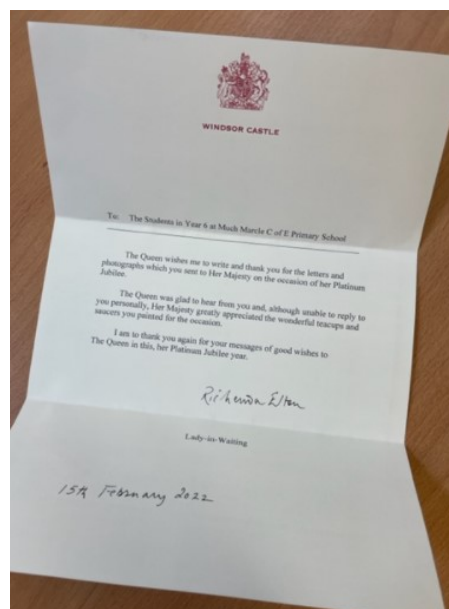 WINDSOR CASTLE
To: The Students in Year 6 at Much Marcle C of E Primary School
The Queen wishes me to write and thank you for the letters and
photographs which you sent to Her Majesty on the occasion of her Platinum
Jubilee.
The Queen was glad to hear from you and, although unable to reply to
you personally, Her Majesty greatly appreciated the wonderful teacups and
saucers you painted for the occasion.
I am to thank you again for your messages of good wishes to
The Queen in this, her Platinum Jubilee year.
Richenda Elton
Lady-in-Waiting
15th February 2022